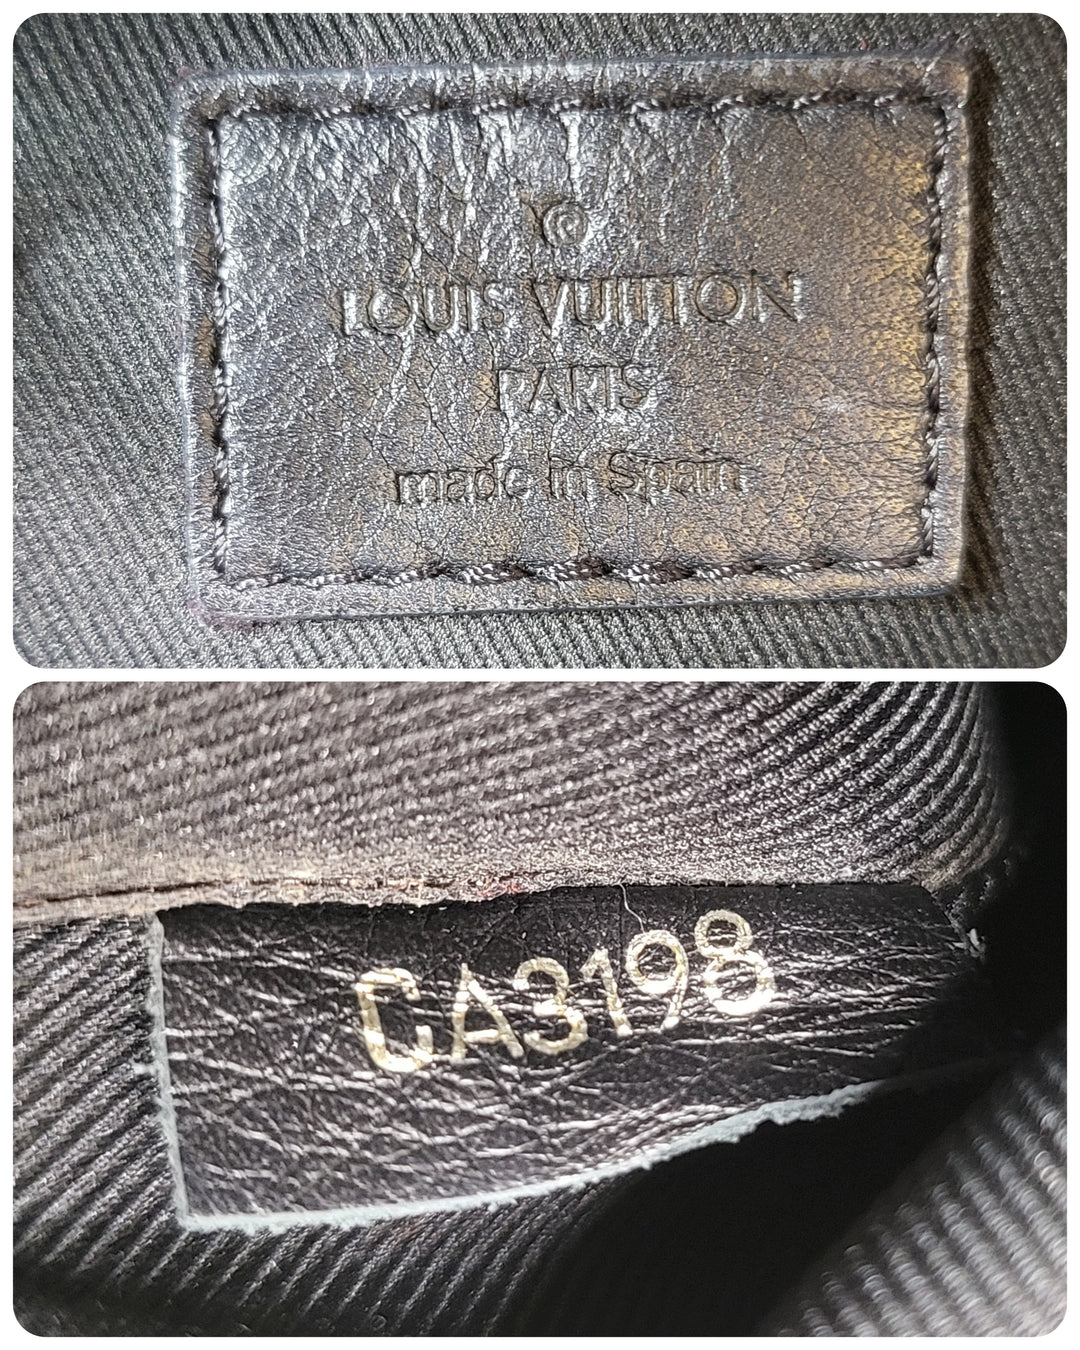 ®
LOUIS VUITTON
PARIS
made in Spain
CA3198